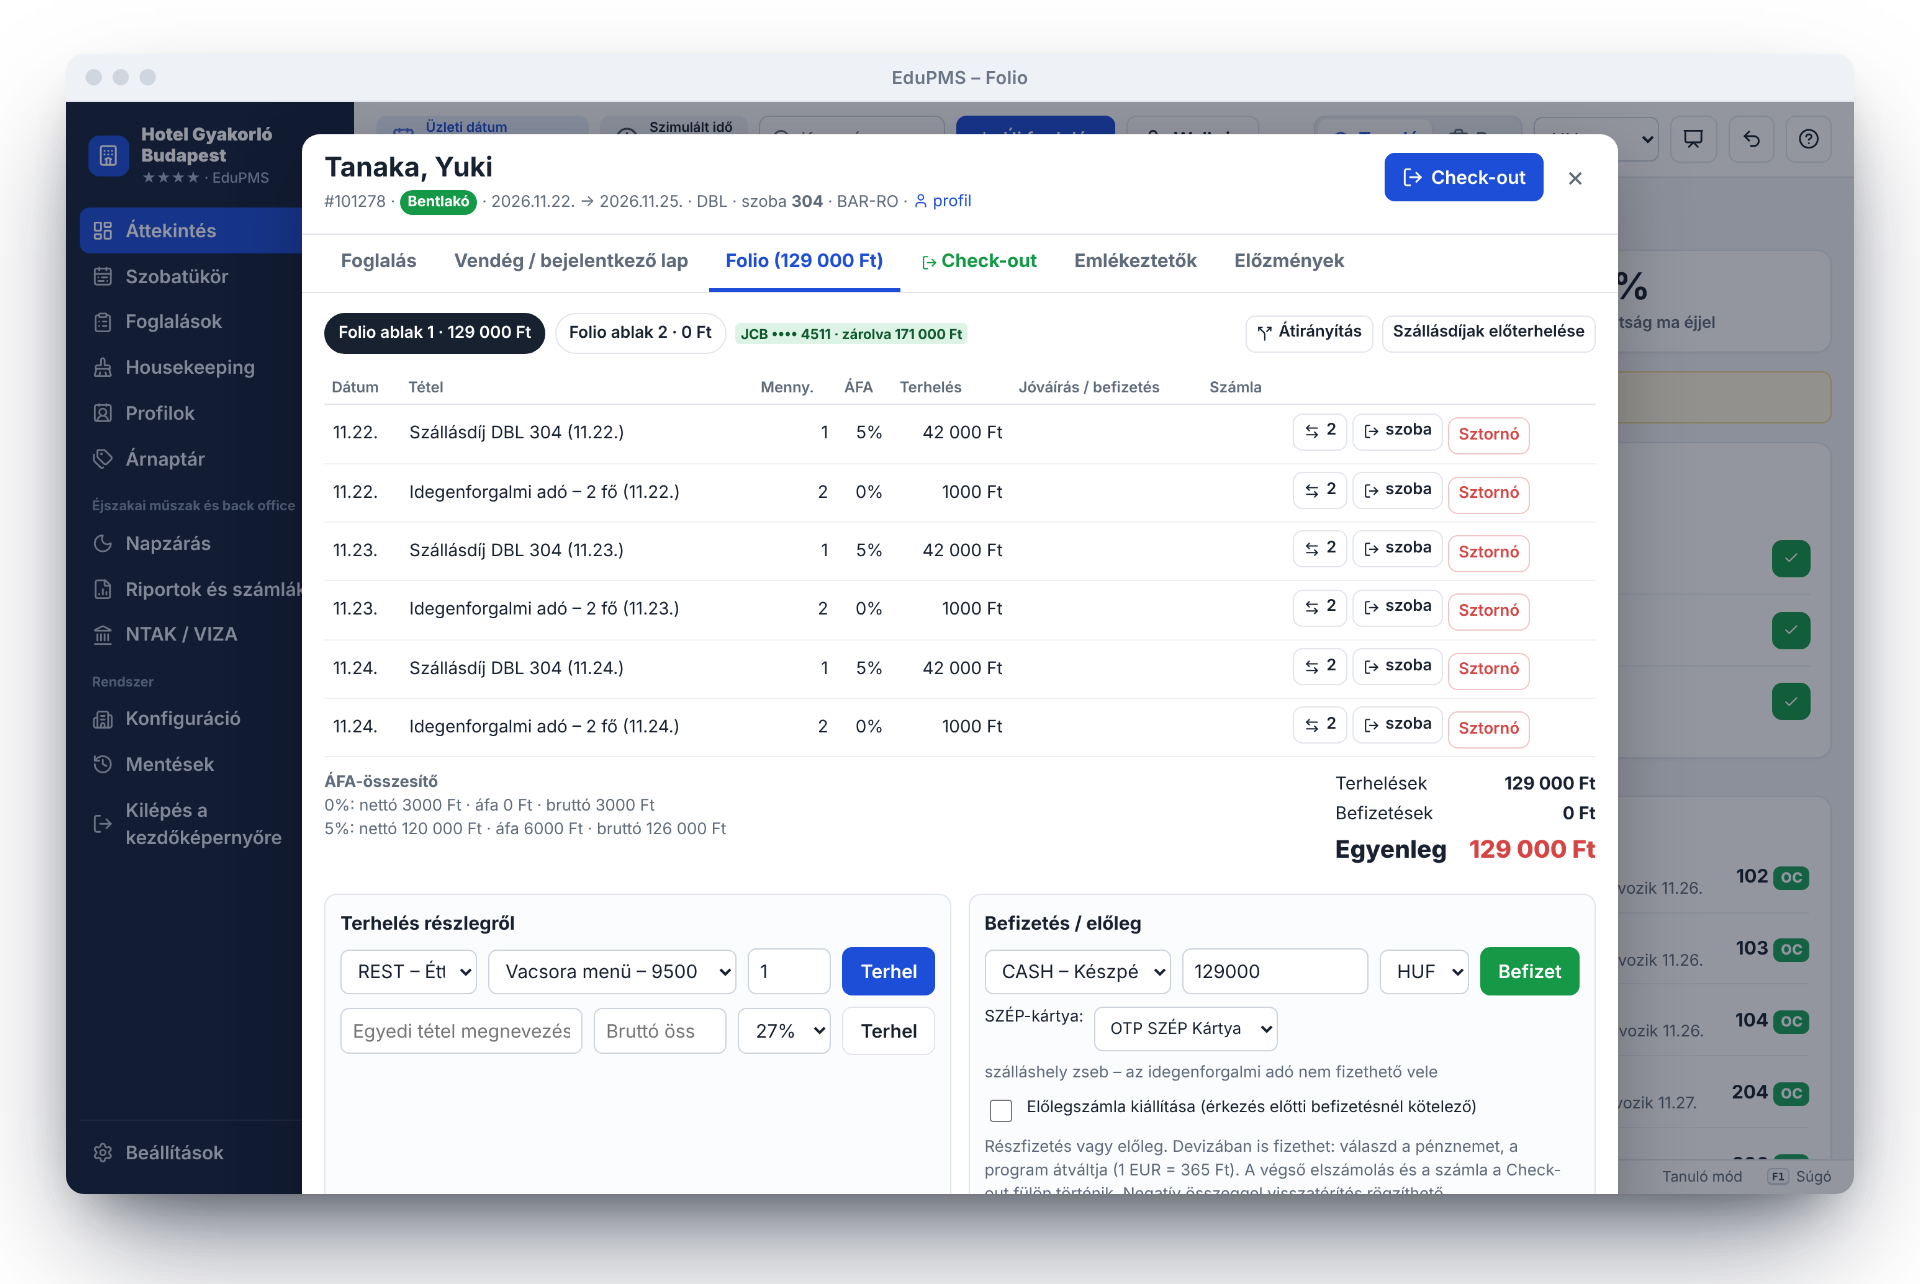 EduPMS – Folio
Hotel Gyakorló
Budapest
★★★★ · EduPMS
Áttekintés
Szobatükör
Foglalások
Housekeeping
Profilok
Árnaptár
Éjszakai műszak és back office
Napzárás
Riportok és számlák
NTAK / VIZA
Rendszer
Konfiguráció
Mentések
Kilépés a
kezdőképernyőre
Beállítások
Üzleti dátum
Szimulált idő
Tanaka, Yuki
Check-out
#101278 · Bentlakó · 2026.11.22. → 2026.11.25. · DBL · szoba 304 · BAR-RO · profil
Foglalás
Vendég / bejelentkező lap
Folio (129 000 Ft)
Check-out
Emlékeztetők
Előzmények
Folio ablak 1 · 129 000 Ft
Folio ablak 2 · 0 Ft
JCB •••• 4511 · zárolva 171 000 Ft
Átirányítás
Szállásdíjak előterhelése
Dátum Tétel Menny. ÁFA Terhelés Jóváírás / befizetés Számla
11.22. Szállásdíj DBL 304 (11.22.) 1 5% 42 000 Ft 2 szoba Sztornó
11.22. Idegenforgalmi adó – 2 fő (11.22.) 2 0% 1000 Ft 2 szoba Sztornó
11.23. Szállásdíj DBL 304 (11.23.) 1 5% 42 000 Ft 2 szoba Sztornó
11.23. Idegenforgalmi adó – 2 fő (11.23.) 2 0% 1000 Ft 2 szoba Sztornó
11.24. Szállásdíj DBL 304 (11.24.) 1 5% 42 000 Ft 2 szoba Sztornó
11.24. Idegenforgalmi adó – 2 fő (11.24.) 2 0% 1000 Ft 2 szoba Sztornó
ÁFA-összesítő
0%: nettó 3000 Ft · áfa 0 Ft · bruttó 3000 Ft
5%: nettó 120 000 Ft · áfa 6000 Ft · bruttó 126 000 Ft
Terhelések 129 000 Ft
Befizetések 0 Ft
Egyenleg 129 000 Ft
Terhelés részlegről
REST – Étt Vacsora menü – 9500 1 Terhel
Egyedi tétel megnevezés Bruttó öss 27% Terhel
Befizetés / előleg
CASH – Készpé 129000 HUF Befizet
SZÉP-kártya: OTP SZÉP Kártya
szálláshely zseb – az idegenforgalmi adó nem fizethető vele
Előlegszámla kiállítása (érkezés előtti befizetésnél kötelező)
Részfizetés vagy előleg. Devizában is fizethet: válaszd a pénznemet, a
program átváltja (1 EUR = 365 Ft). A végső elszámolás és a számla a Check-
out fülön történik. Negatív összeggel visszatérítés rögzíthető.
%
tság ma éjjel
vozik 11.26. 102 OC
vozik 11.26. 103 OC
vozik 11.26. 104 OC
vozik 11.27. 204 OC
Tanuló mód
F1 Súgó